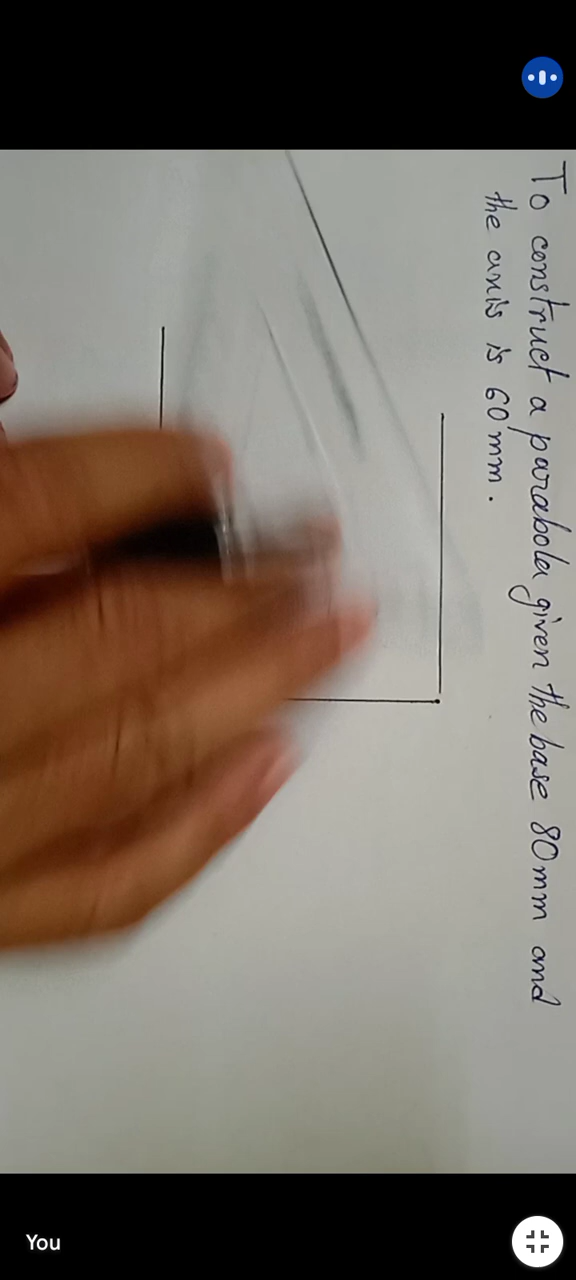 To construct a parabola given the base 80mm and
the axis is 60mm.
You